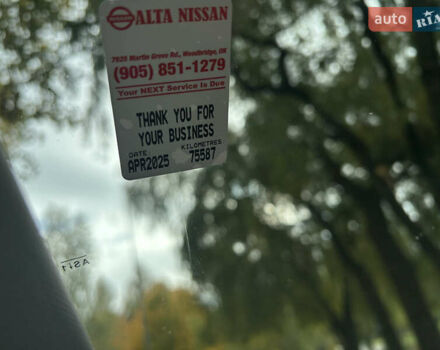 auto RIA
ALTA NISSAN
7625 Martin Grove Rd., Woodbridge, ON
(905) 851-1279
Your NEXT Service Is Due
THANK YOU FOR
YOUR BUSINESS
DATE: KILOMETRES
APR2025 75587
AS11